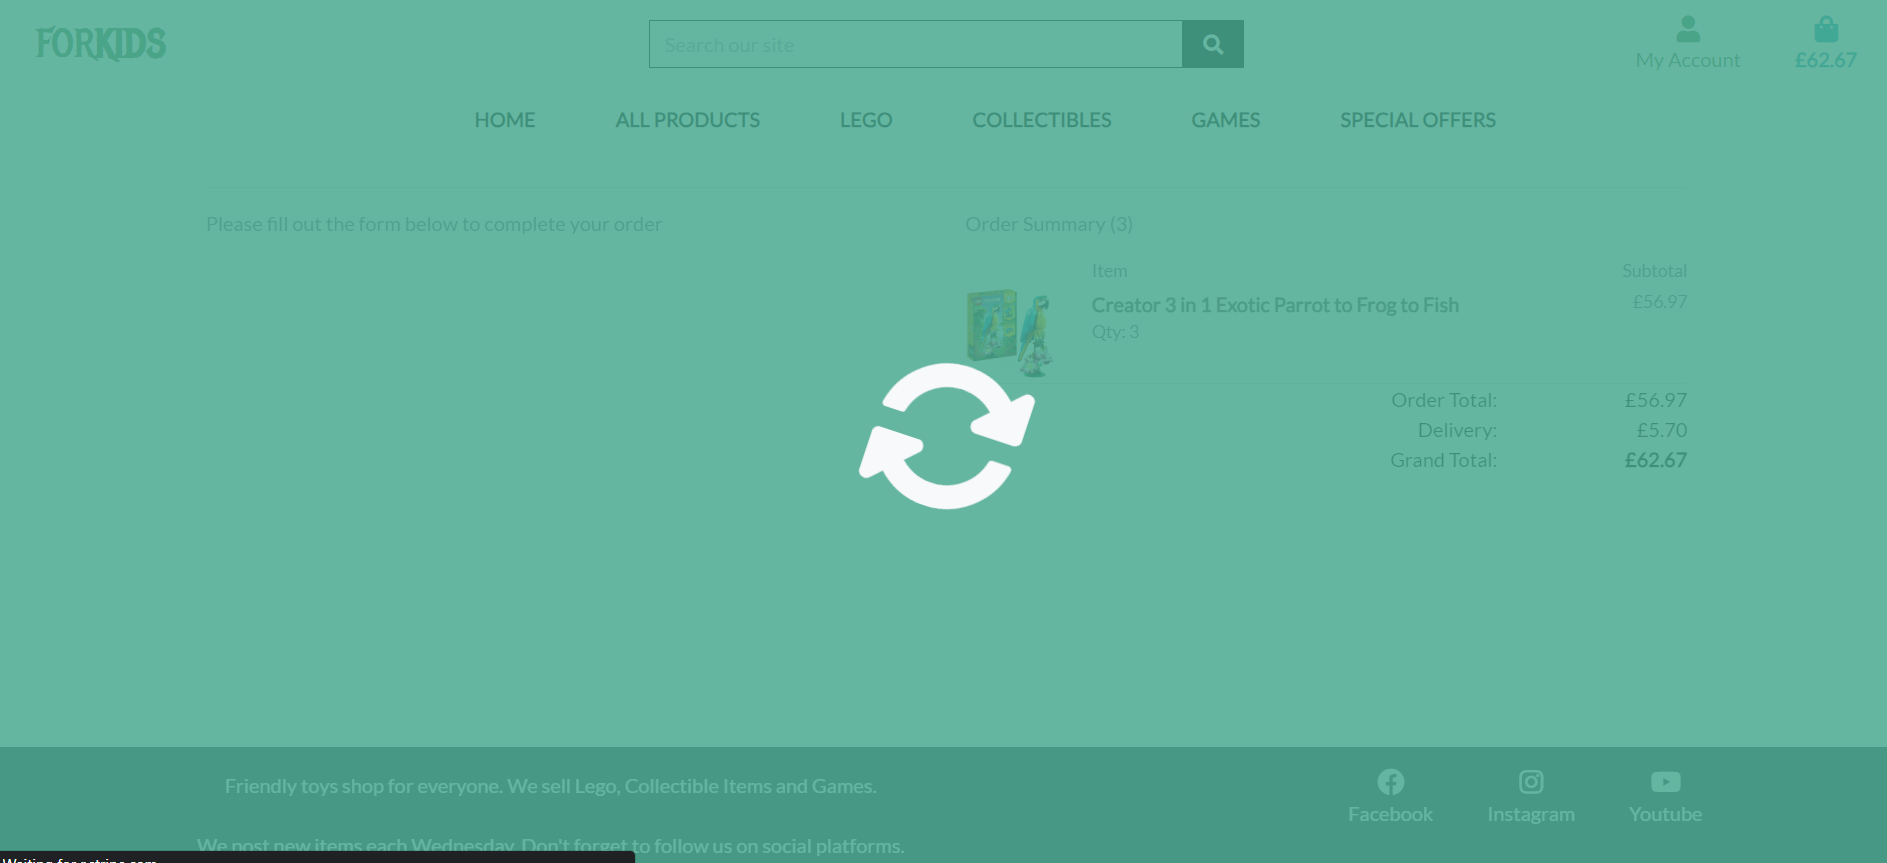 FORKIDS
Search our site
My Account
£62.67
HOME ALL PRODUCTS LEGO COLLECTIBLES GAMES SPECIAL OFFERS
Please fill out the form below to complete your order
Order Summary (3)
Item Subtotal
Creator 3 in 1 Exotic Parrot to Frog to Fish £56.97
Qty: 3
Order Total: £56.97
Delivery: £5.70
Grand Total: £62.67
Friendly toys shop for everyone. We sell Lego, Collectible Items and Games.
Facebook Instagram Youtube
We post new items each Wednesday. Don't forget to follow us on social platforms.